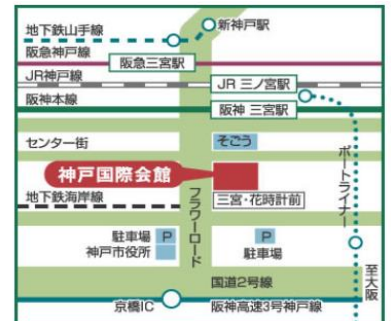 新神戸駅
地下鉄山手線
阪急神戸線
阪急三宮駅
JR神戸線
JR 三ノ宮駅
阪神本線
阪神 三宮駅
センター街
そごう
神戸国際会館
地下鉄海岸線
三宮・花時計前
フラワーロード
ポートライナー
駐車場 P
神戸市役所
P
駐車場
国道2号線
至大阪
京橋IC
阪神高速3号神戸線